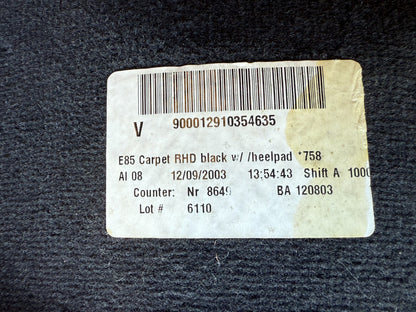 V 900012910354635
E85 Carpet RHD black w/ /heelpad *758
AI 08 12/09/2003 13:54:43 Shift A 1000
Counter: Nr 8649 BA 120803
Lot # 6110